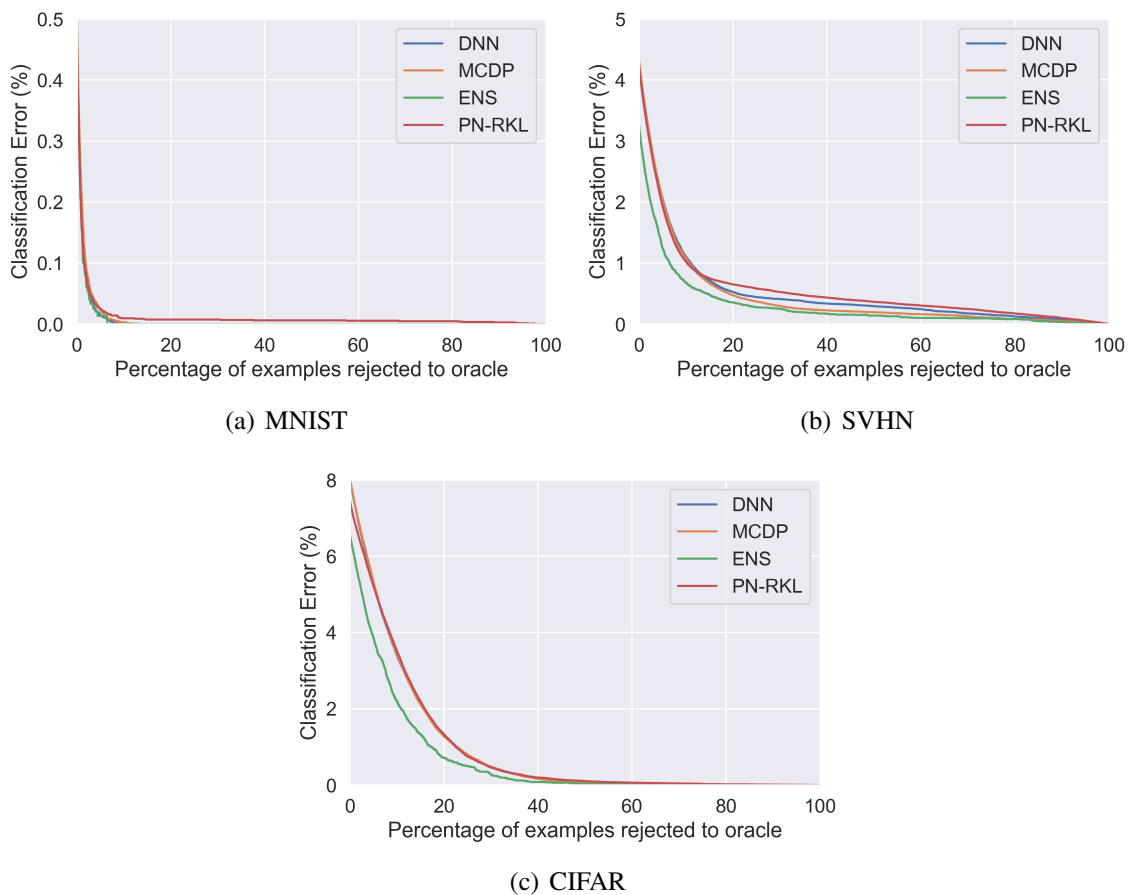 0.5
0.4
0.3
0.2
0.1
0.0
Classification Error (%)
DNN
MCDP
ENS
PN-RKL
0 20 40 60 80 100
Percentage of examples rejected to oracle
(a) MNIST
5
4
3
2
1
0
Classification Error (%)
DNN
MCDP
ENS
PN-RKL
0 20 40 60 80 100
Percentage of examples rejected to oracle
(b) SVHN
8
6
4
2
0
Classification Error (%)
DNN
MCDP
ENS
PN-RKL
0 20 40 60 80 100
Percentage of examples rejected to oracle
(c) CIFAR